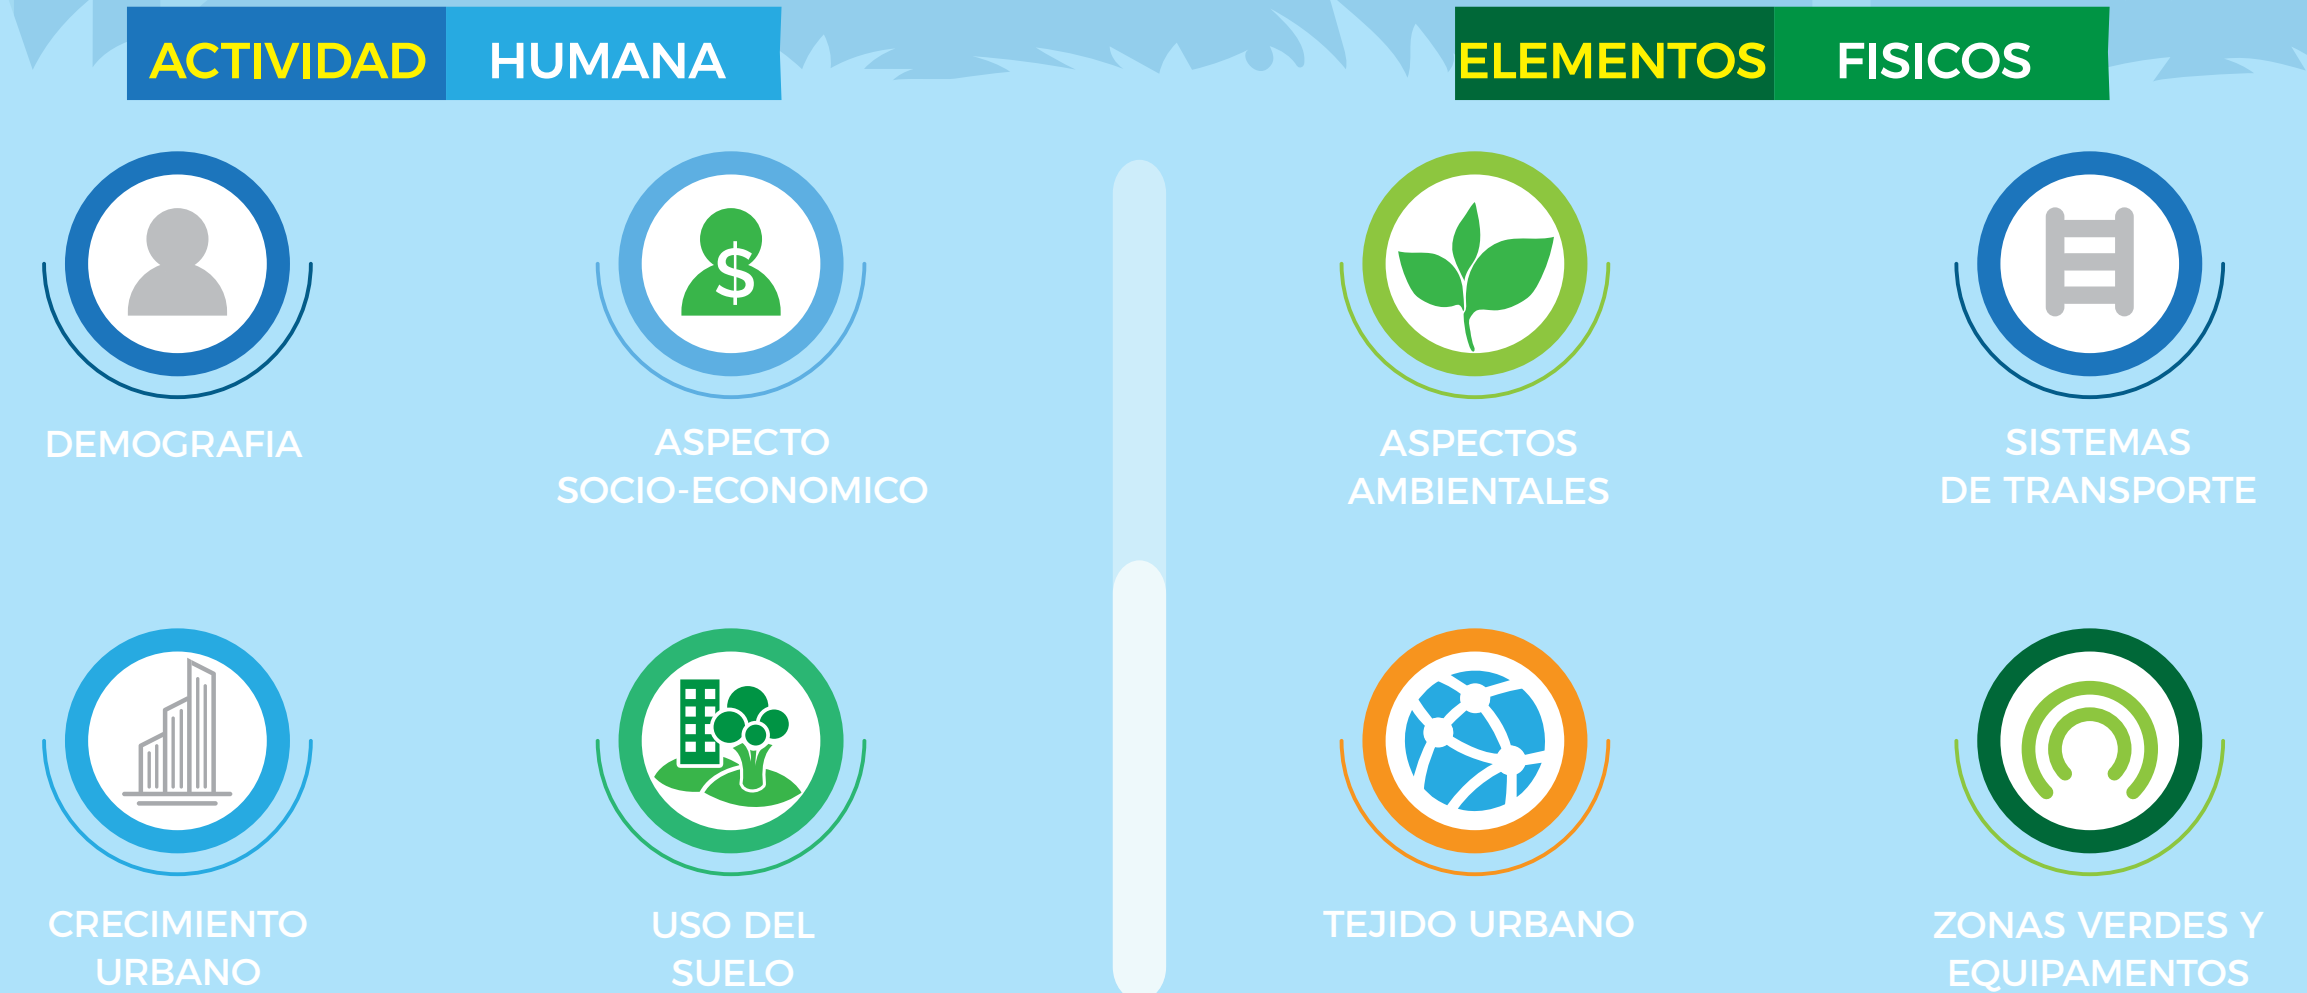 ACTIVIDAD HUMANA
ELEMENTOS FISICOS
DEMOGRAFIA
ASPECTO
SOCIO-ECONOMICO
ASPECTOS
AMBIENTALES
SISTEMAS
DE TRANSPORTE
CRECIMIENTO
URBANO
USO DEL
SUELO
TEJIDO URBANO
ZONAS VERDES Y
EQUIPAMENTOS